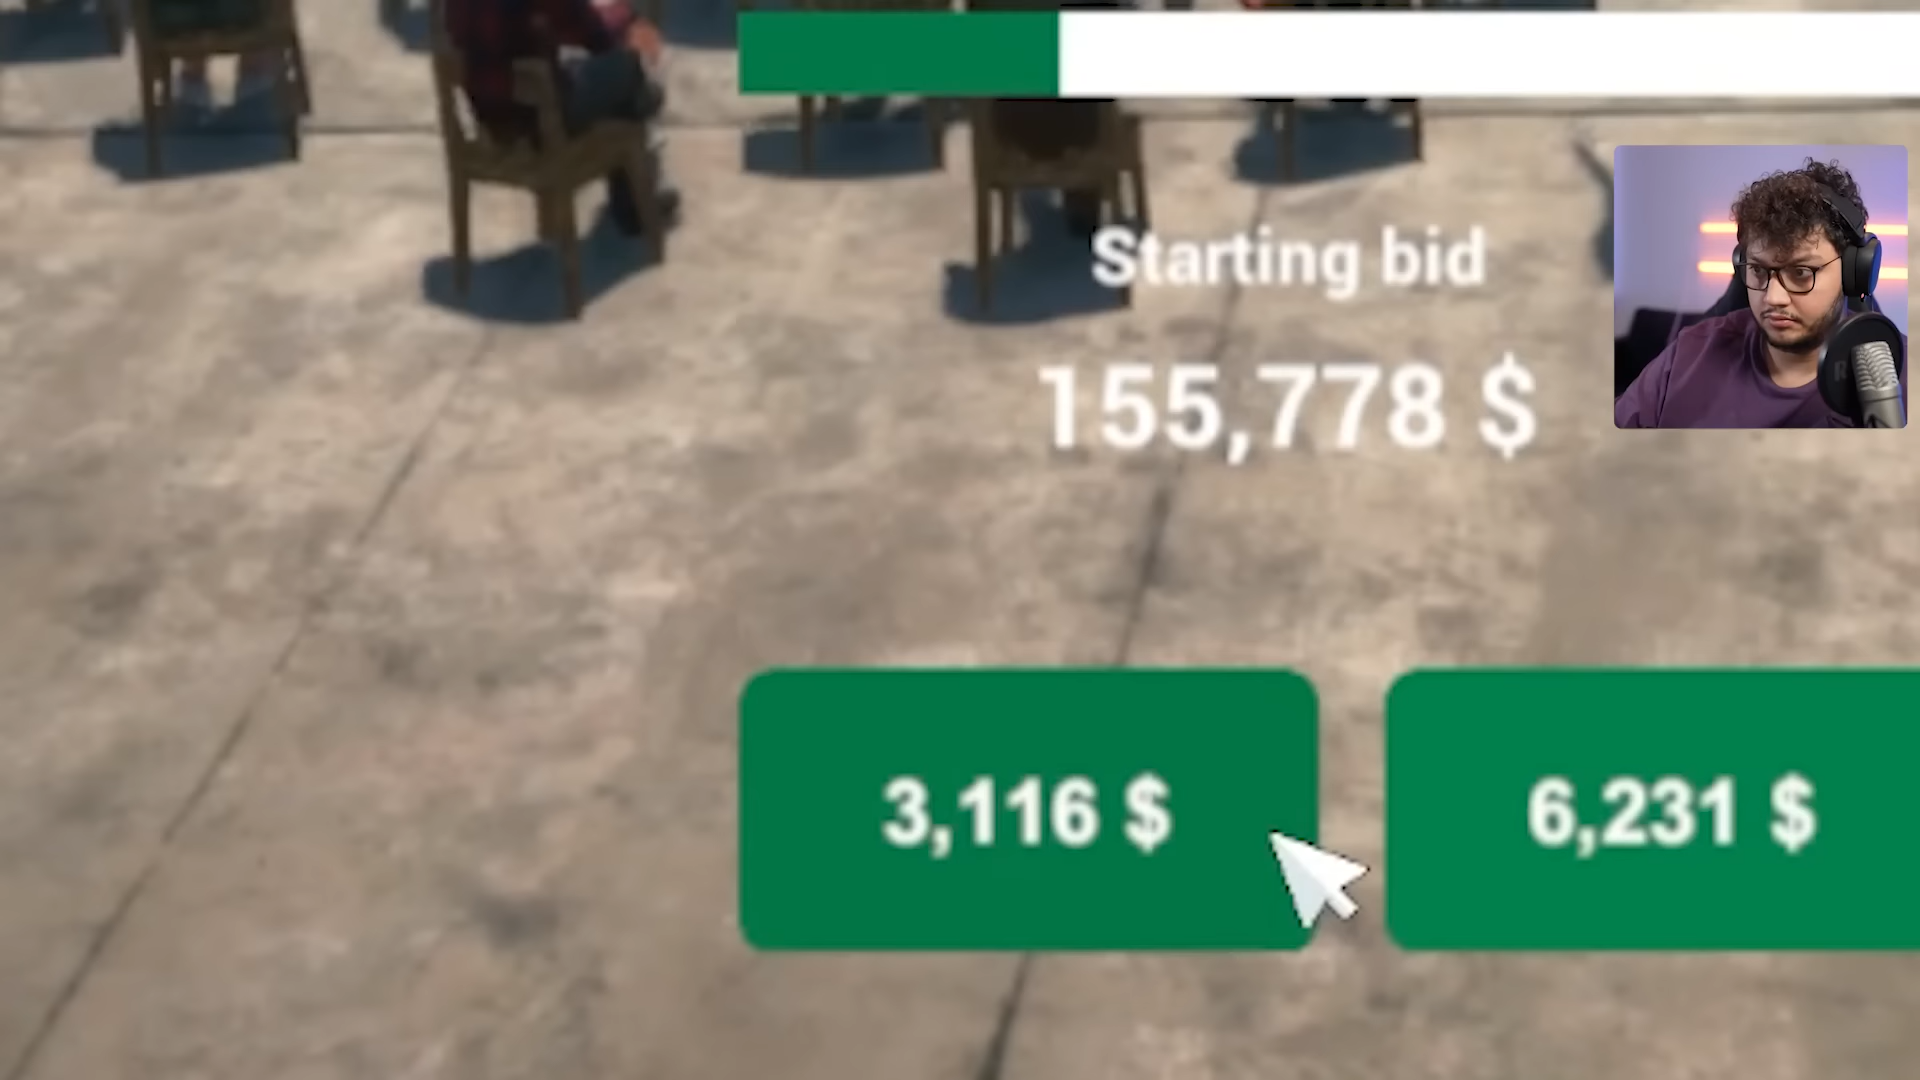 Starting bid
155,778 $
3,116 $
6,231 $